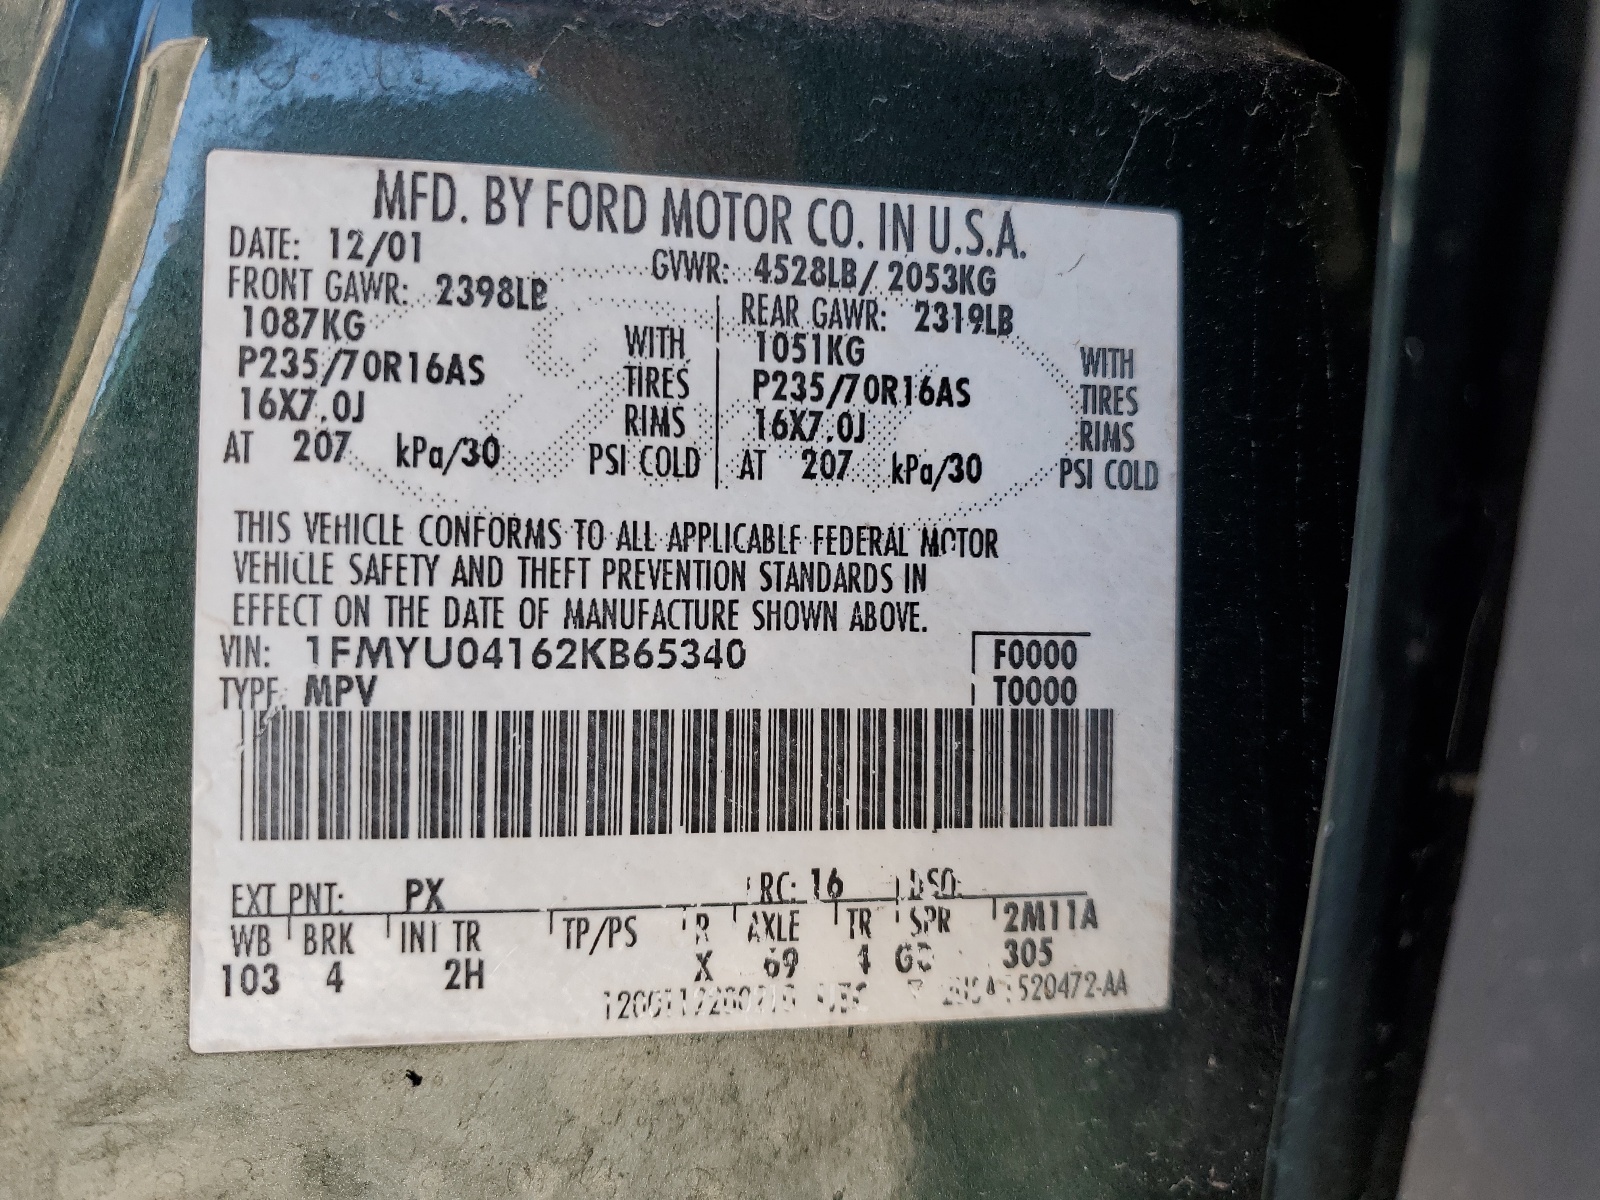 MFD. BY FORD MOTOR CO. IN U.S.A.
DATE: 12/01
GVWR: 4528LB/ 2053KG
FRONT GAWR: 2398LB
1087KG WITH
P235/70R16AS TIRES
16X7.0J RIMS
AT 207 kPa/30 PSI COLD
REAR GAWR: 2319LB
1051KG WITH
P235/70R16AS TIRES
16X7.0J RIMS
AT 207 kPa/30 PSI COLD
THIS VEHICLE CONFORMS TO ALL APPLICABLE FEDERAL MOTOR
VEHICLE SAFETY AND THEFT PREVENTION STANDARDS IN
EFFECT ON THE DATE OF MANUFACTURE SHOWN ABOVE.
VIN: 1FMYU04162KB65340 F0000
TYPE: MPV T0000
EXT PNT: PX RC: 16 DSO:
WB BRK INT TR TP/PS R AXLE TR SPR 2M11A
103 4 2H X 69 4 305